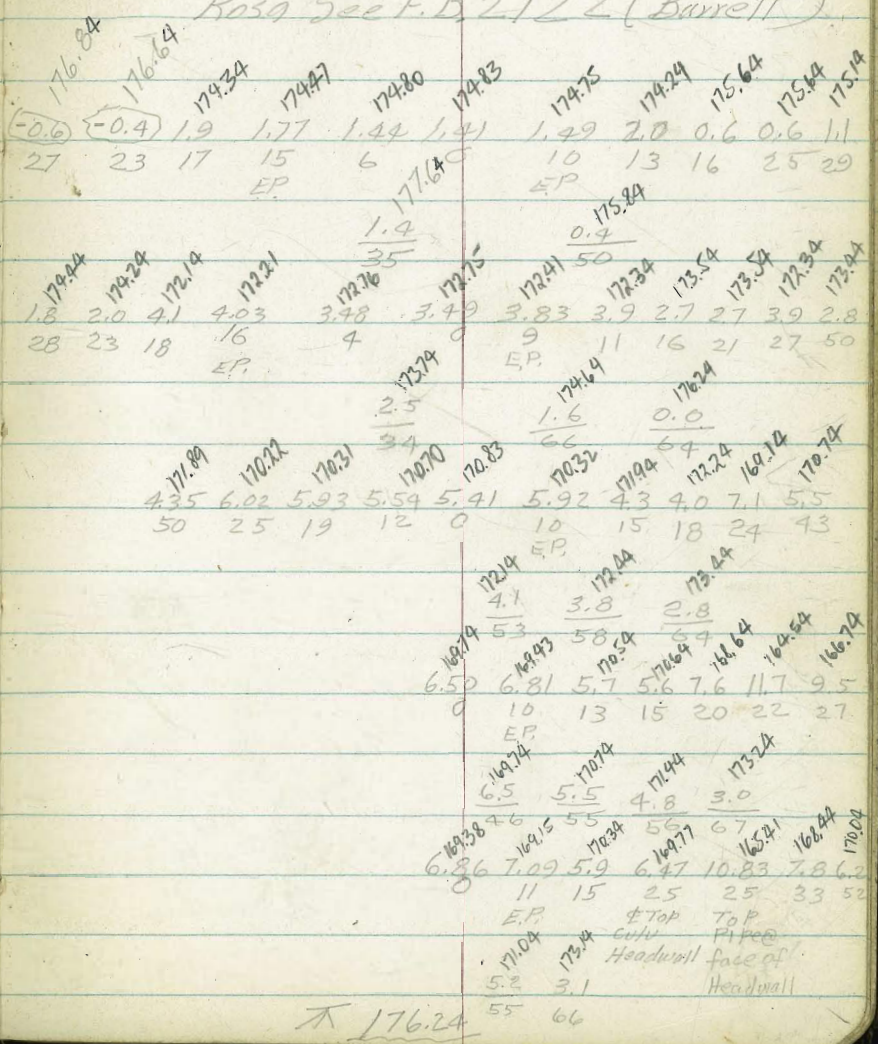 Rosa See F.B. 2122 (Barrell)
176.84 176.64 174.34 174.47 174.80 174.83 174.75 174.24 175.64 175.64 175.14
-0.6 -0.4 1.9 1.77 1.44 1.41 1.49 2.0 0.6 0.6 1.1
27 23 17 15 6 0 10 13 16 25 29
E.P. E.P.
177.64 175.84
1.4 0.4
35 50
174.44 174.24 172.14 172.21 172.76 172.75 172.41 172.34 173.54 173.54 172.34 173.44
1.8 2.0 4.1 4.03 3.48 3.49 3.83 3.9 2.7 2.7 3.9 2.8
28 23 18 16 4 0 9 11 16 21 27 50
E.P. E.P.
173.74 174.64 176.24
2.5 1.6 0.0
34 66 64
171.89 170.22 170.31 170.70 170.83 170.32 171.94 172.24 169.14 170.74
4.35 6.02 5.93 5.54 5.41 5.92 4.3 4.0 7.1 5.5
50 25 19 12 0 10 15 18 24 43
E.P.
172.14 172.44 173.44
4.1 3.8 2.8
53 58 64
169.74 169.43 170.54 170.64 168.64 164.54 166.74
6.50 6.81 5.7 5.6 7.6 11.7 9.5
0 10 13 15 20 22 27
E.P.
169.74 170.74 171.44 173.24
6.5 5.5 4.8 3.0
46 55 56 67
169.38 169.15 170.34 169.77 165.41 168.44 170.04
6.86 7.09 5.9 6.47 10.83 7.8 6.2
0 11 15 25 25 33 52
E.P. ¢ Top Top
Culv Pipe@
171.04 173.14 Headwall face of
5.2 3.1 Headwall
55 66
⊼ 176.24